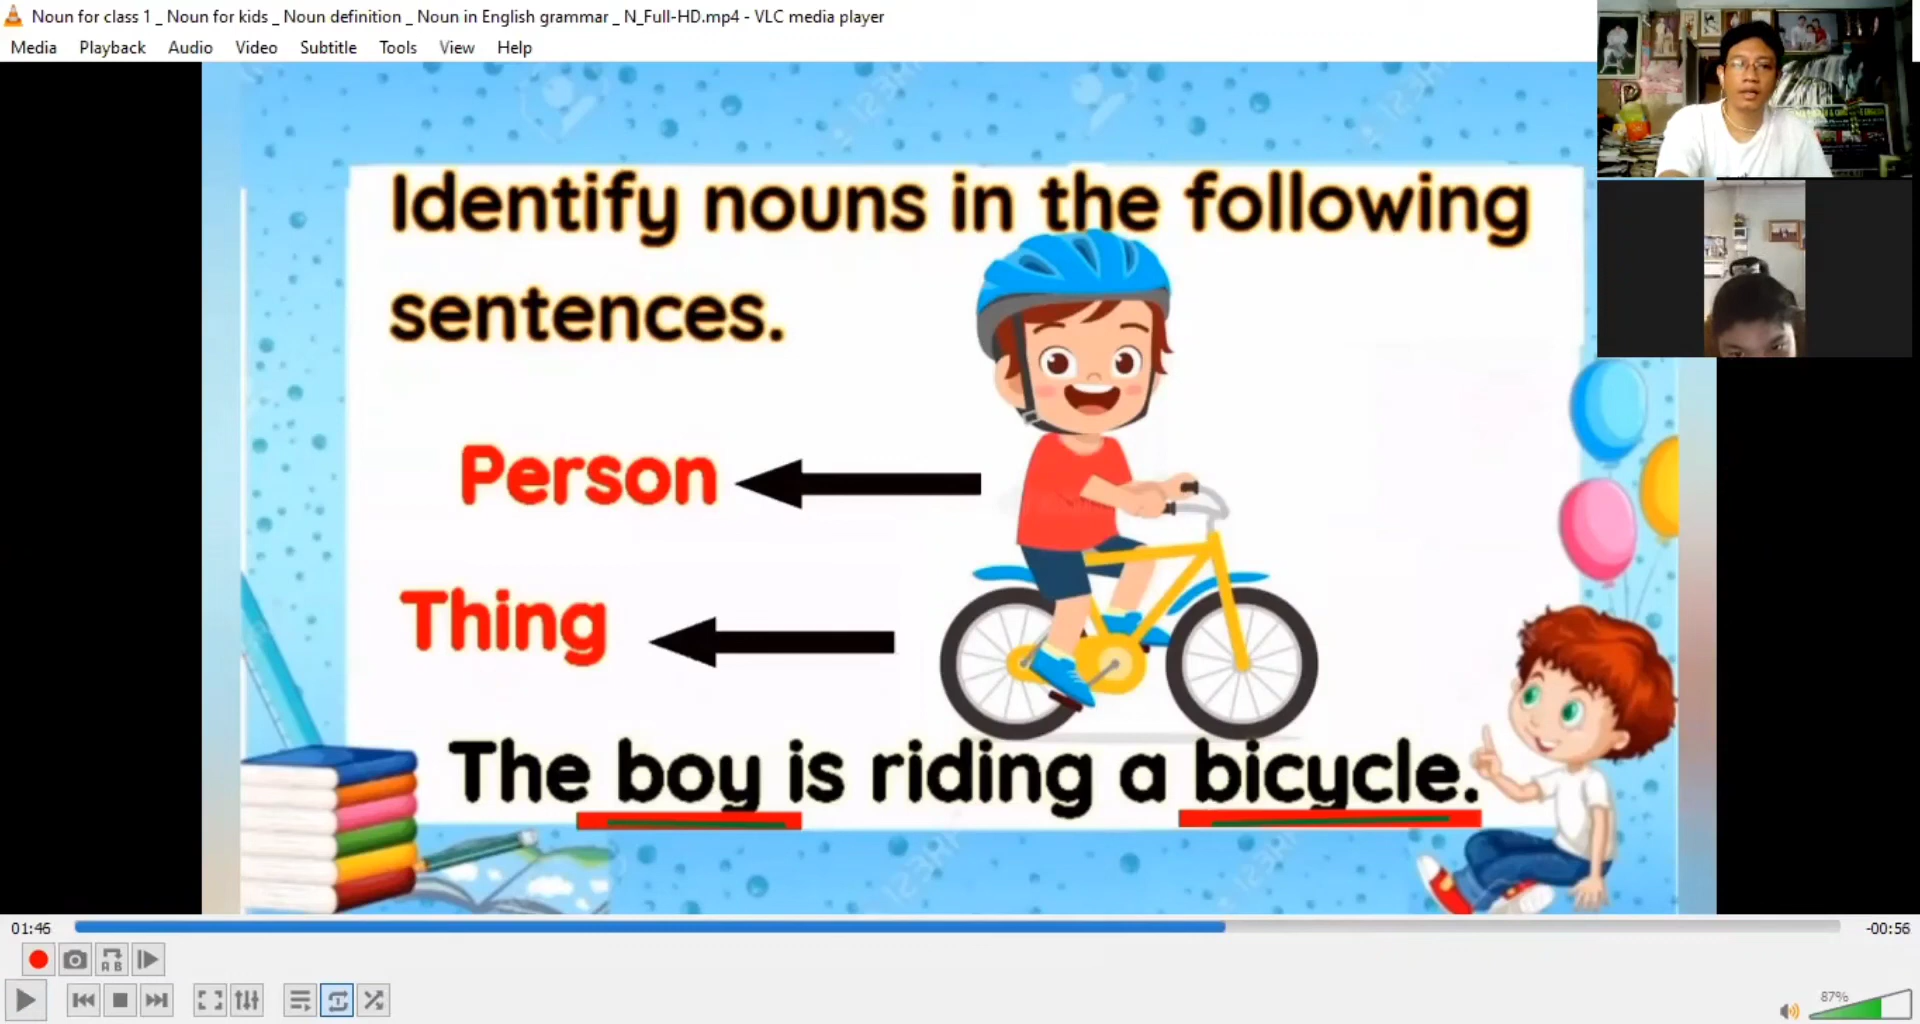 Noun for class 1 _ Noun for kids _ Noun definition _ Noun in English grammar _ N_Full-HD.mp4 - VLC media player
Media Playback Audio Video Subtitle Tools View Help
Identify nouns in the following
sentences.
Person
Thing
The boy is riding a bicycle.
01:46
-00:56
A B
87%